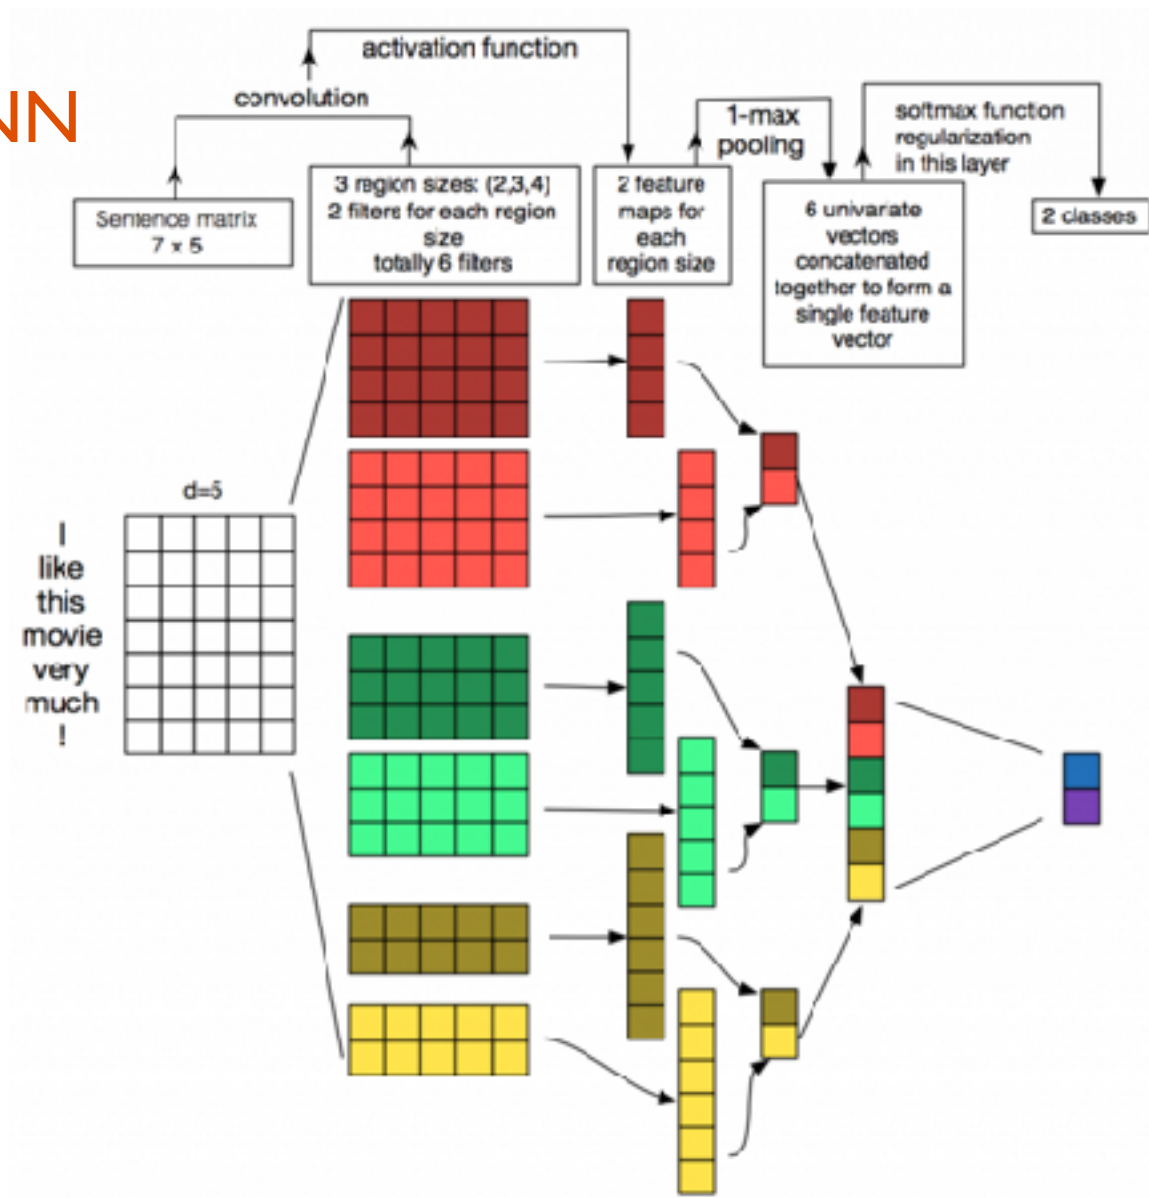 NN
activation function
convolution
1-max
pooling
softmax function
regularization
in this layer
Sentence matrix
7 x 5
3 region sizes: (2,3,4)
2 filters for each region
size
totally 6 filters
2 feature
maps for
each
region size
6 univariate
vectors
concatenated
together to form a
single feature
vector
2 classes
d=5
I
like
this
movie
very
much
!